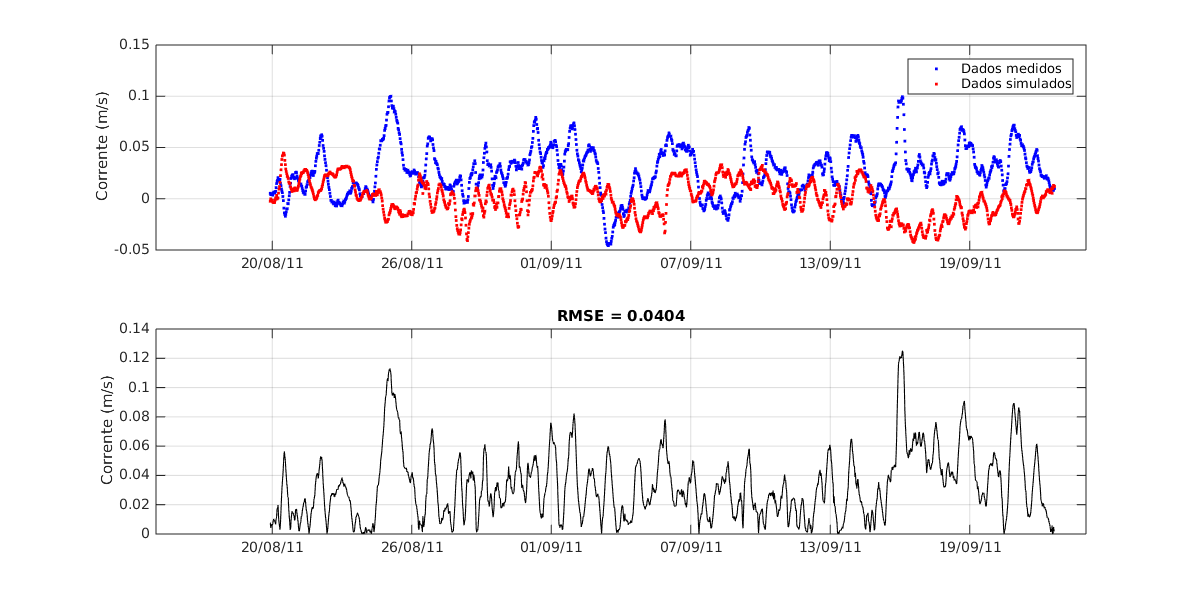 0.15
0.1
0.05
0
-0.05
Corrente (m/s)
Dados medidos
Dados simulados
20/08/11 26/08/11 01/09/11 07/09/11 13/09/11 19/09/11
RMSE = 0.0404
0.14
0.12
0.1
0.08
0.06
0.04
0.02
0
Corrente (m/s)
20/08/11 26/08/11 01/09/11 07/09/11 13/09/11 19/09/11